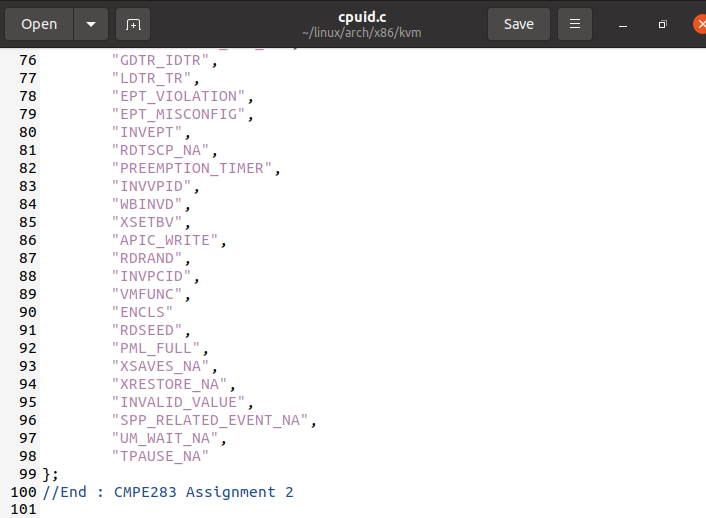 Open
cpuid.c
~/linux/arch/x86/kvm
Save
76 "GDTR_IDTR",
77 "LDTR_TR",
78 "EPT_VIOLATION",
79 "EPT_MISCONFIG",
80 "INVEPT",
81 "RDTSCP_NA",
82 "PREEMPTION_TIMER",
83 "INVVPID",
84 "WBINVD",
85 "XSETBV",
86 "APIC_WRITE",
87 "RDRAND",
88 "INVPCID",
89 "VMFUNC",
90 "ENCLS"
91 "RDSEED",
92 "PML_FULL",
93 "XSAVES_NA",
94 "XRESTORE_NA",
95 "INVALID_VALUE",
96 "SPP_RELATED_EVENT_NA",
97 "UM_WAIT_NA",
98 "TPAUSE_NA"
99 };
100 //End : CMPE283 Assignment 2
101